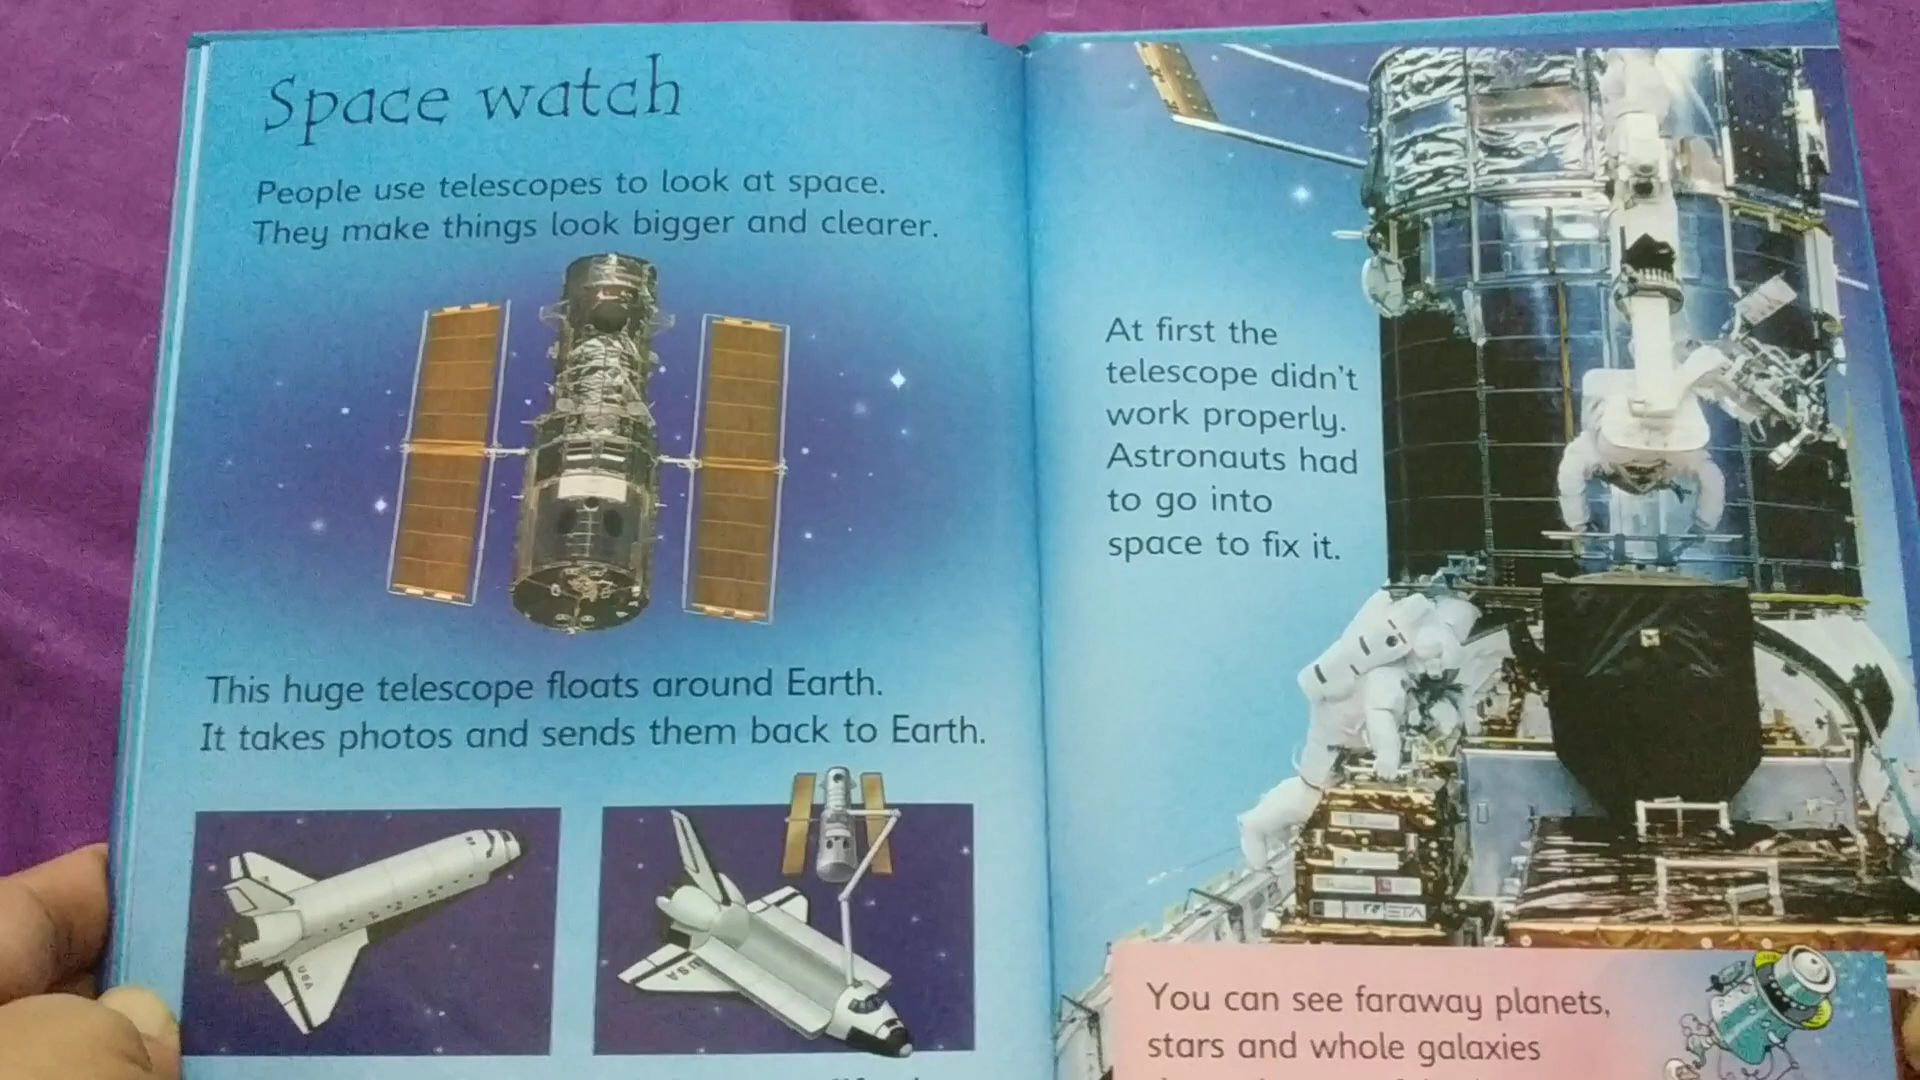 Space watch
People use telescopes to look at space.
They make things look bigger and clearer.
This huge telescope floats around Earth.
It takes photos and sends them back to Earth.
USA
USA
At first the
telescope didn't
work properly.
Astronauts had
to go into
space to fix it.
You can see faraway planets,
stars and whole galaxies